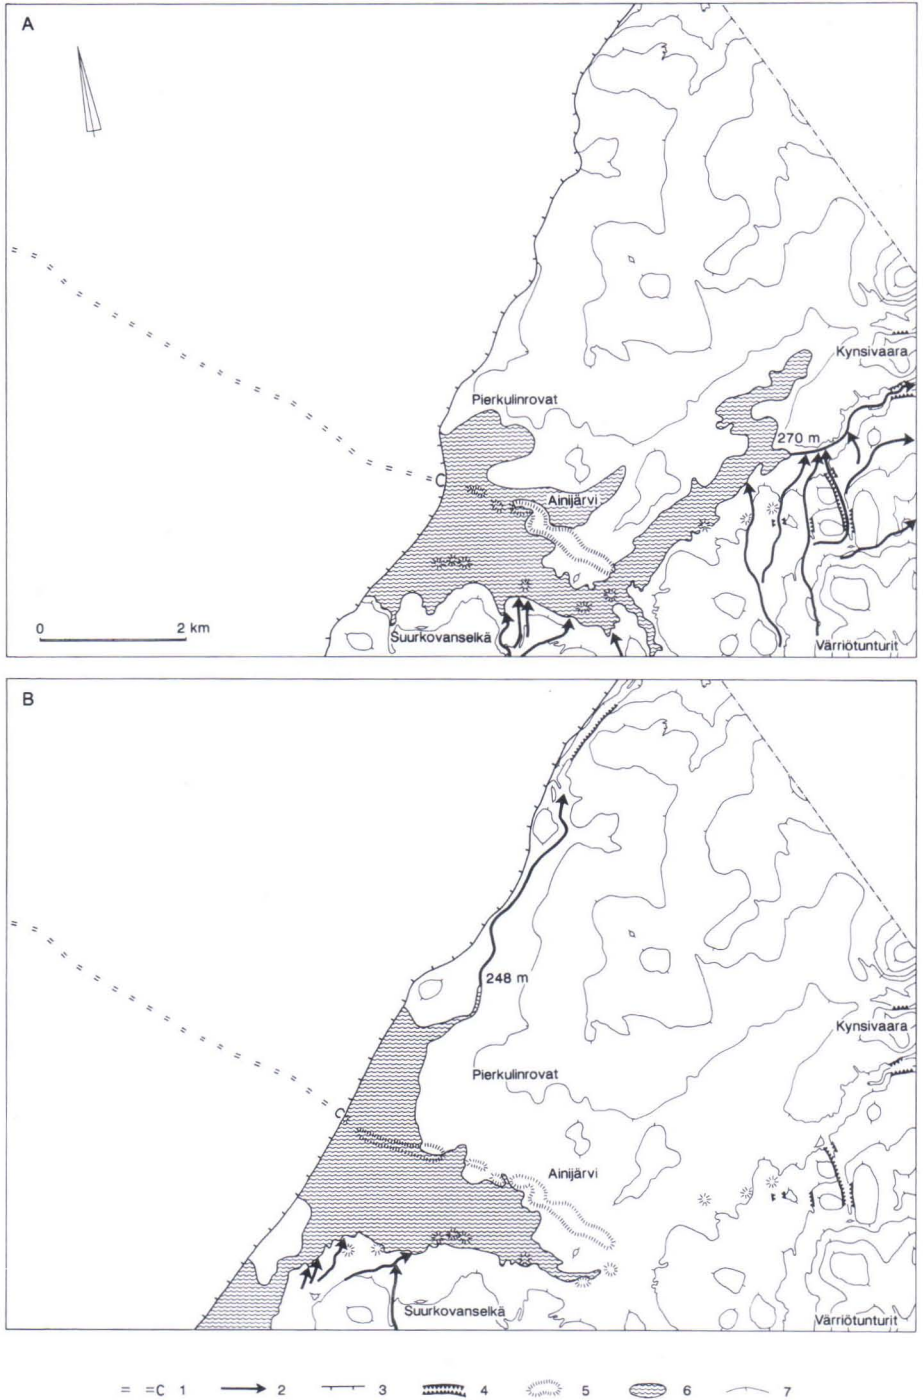 A
Kynsivaara
Pierkulinrovat
270 m
Ainijärvi
0 2 km
Suurkovanselkä
Värriötunturit
B
248 m
Kynsivaara
Pierkulinrovat
Ainijärvi
Suurkovanselkä
Värriötunturit
= =C 1 2 3 4 5 6 7